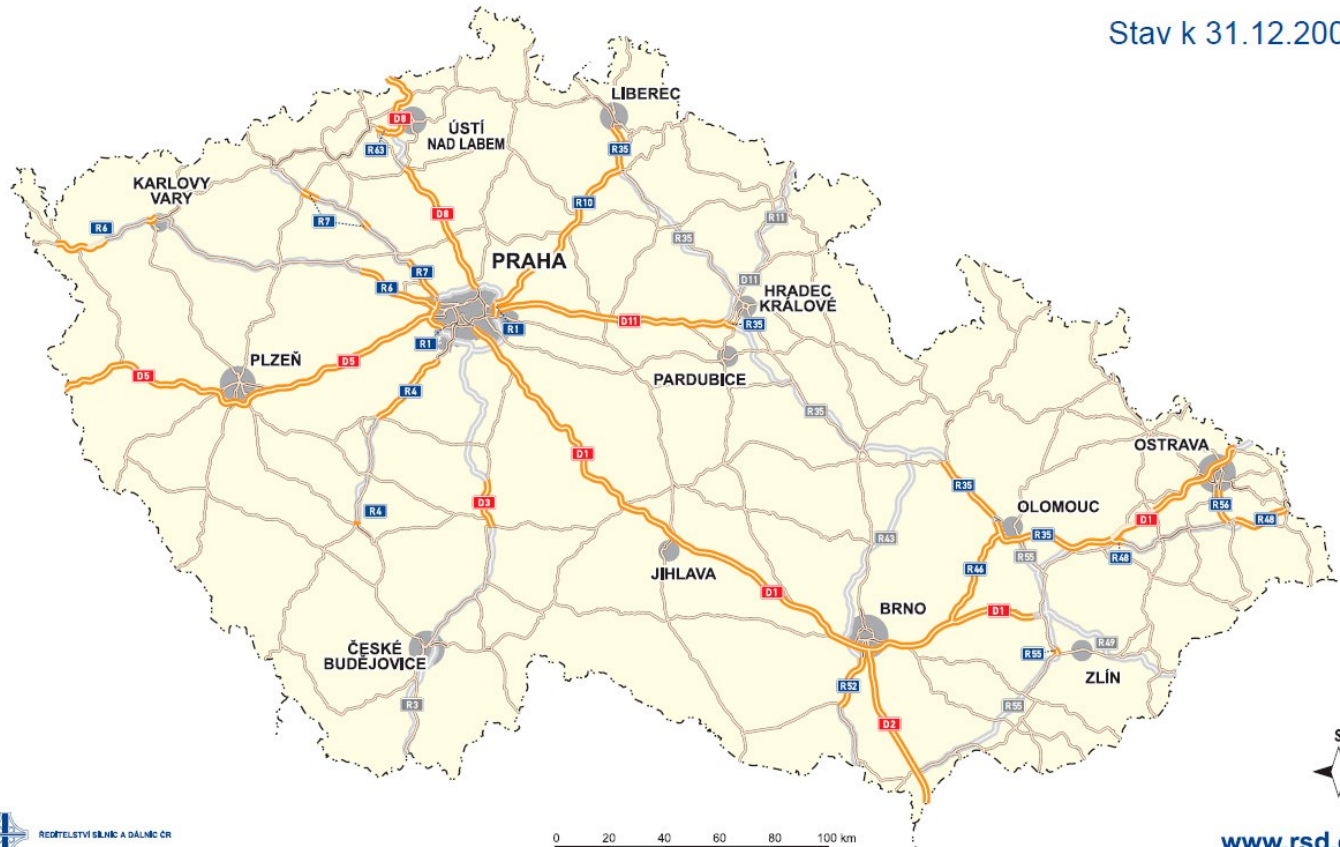 Stav k 31.12.200
LIBEREC
D8
ÚSTÍ
NAD LABEM
R63
R35
KARLOVY
VARY
R10
R6
R7
D8
R11
R35
PRAHA
R7
D11
R6
HRADEC
KRÁLOVÉ
R1
D11
R35
R1
PLZEŇ
D5
PARDUBICE
D5
R4
R35
OSTRAVA
D1
R35
D3
R4
OLOMOUC
D1
R56
R48
R43
R35
R55
R48
JIHLAVA
R46
D1
BRNO
D1
ČESKÉ
BUDĚJOVICE
R49
R55
ZLÍN
R52
R3
R55
D2
S
ŘEDITELSTVÍ SILNIC A DÁLNIC ČR
0 20 40 60 80 100 km
www.rsd.